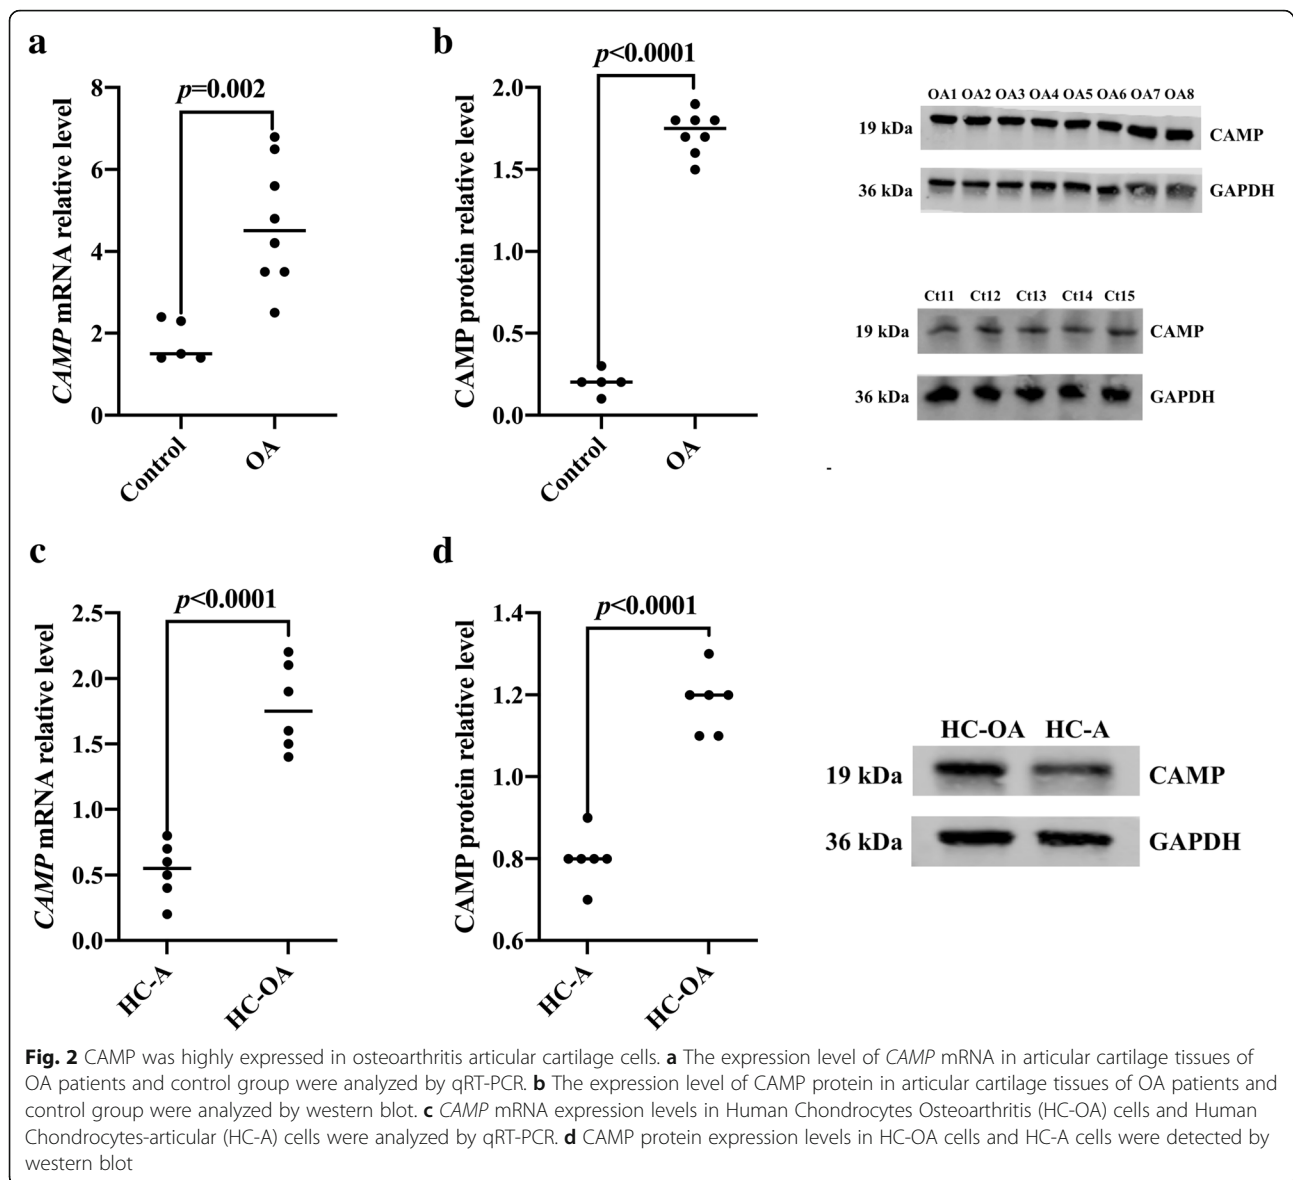 a
p=0.002
CAMP mRNA relative level
8
6
4
2
0
Control
OA
b
p<0.0001
CAMP protein relative level
2.0
1.5
1.0
0.5
0.0
Control
OA
OA1 OA2 OA3 OA4 OA5 OA6 OA7 OA8
19 kDa
CAMP
36 kDa
GAPDH
Ct11 Ct12 Ct13 Ct14 Ct15
19 kDa
CAMP
36 kDa
GAPDH
-
c
p<0.0001
CAMP mRNA relative level
2.5
2.0
1.5
1.0
0.5
0.0
HC-A
HC-OA
d
p<0.0001
CAMP protein relative level
1.4
1.2
1.0
0.8
0.6
HC-A
HC-OA
HC-OA HC-A
19 kDa
CAMP
36 kDa
GAPDH
Fig. 2 CAMP was highly expressed in osteoarthritis articular cartilage cells. a The expression level of CAMP mRNA in articular cartilage tissues of
OA patients and control group were analyzed by qRT-PCR. b The expression level of CAMP protein in articular cartilage tissues of OA patients and
control group were analyzed by western blot. c CAMP mRNA expression levels in Human Chondrocytes Osteoarthritis (HC-OA) cells and Human
Chondrocytes-articular (HC-A) cells were analyzed by qRT-PCR. d CAMP protein expression levels in HC-OA cells and HC-A cells were detected by
western blot